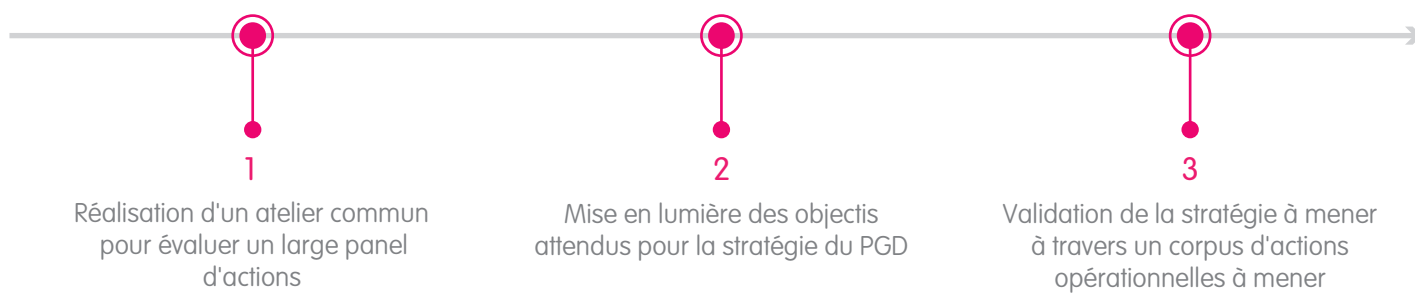 1
Réalisation d'un atelier commun
pour évaluer un large panel
d'actions
2
Mise en lumière des objectis
attendus pour la stratégie du PGD
3
Validation de la stratégie à mener
à travers un corpus d'actions
opérationnelles à mener